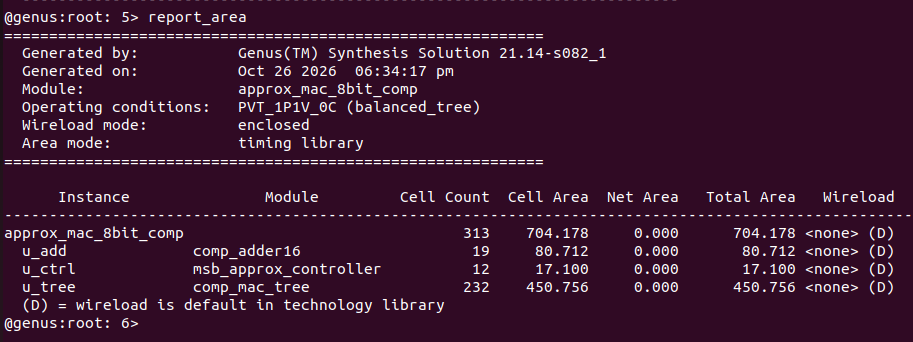 @genus:root: 5> report_area
============================================================
  Generated by:           Genus(TM) Synthesis Solution 21.14-s082_1
  Generated on:           Oct 26 2026  06:34:17 pm
  Module:                 approx_mac_8bit_comp
  Operating conditions:   PVT_1P1V_0C (balanced_tree)
  Wireload mode:          enclosed
  Area mode:              timing library
============================================================
      Instance               Module         Cell Count  Cell Area  Net Area   Total Area   Wireload
-----------------------------------------------------------------------------------------------------
approx_mac_8bit_comp                               313    704.178     0.000      704.178 <none> (D)
  u_add              comp_adder16                   19     80.712     0.000       80.712 <none> (D)
  u_ctrl             msb_approx_controller          12     17.100     0.000       17.100 <none> (D)
  u_tree             comp_mac_tree                 232    450.756     0.000      450.756 <none> (D)
  (D) = wireload is default in technology library
@genus:root: 6>